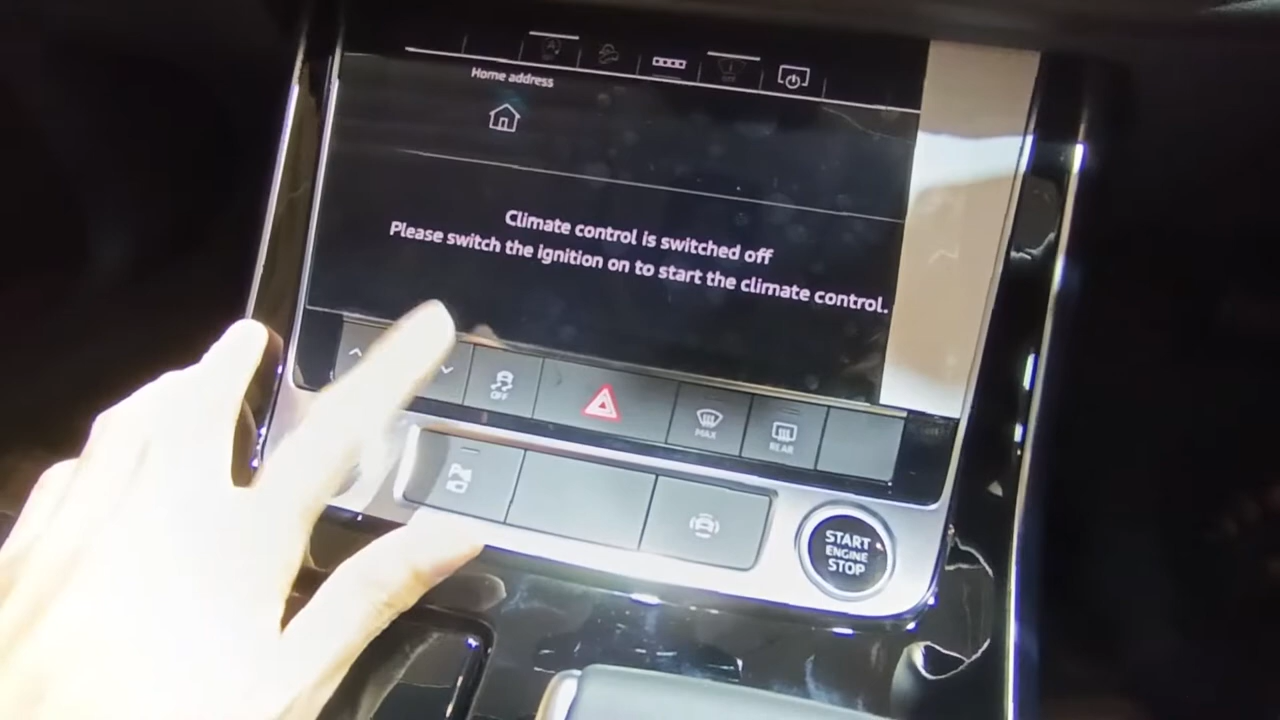 Home address
Climate control is switched off
Please switch the ignition on to start the climate control.
OFF
MAX
REAR
P
START
ENGINE
STOP